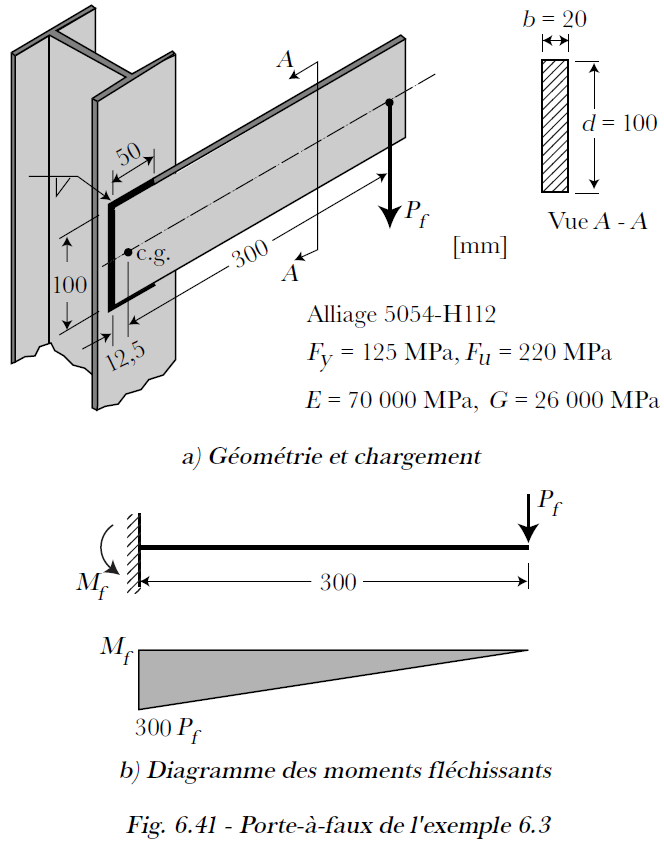 b = 20
A
50
d = 100
P_f
Vue A - A
c.g.
300
[mm]
A
100
12,5
Alliage 5054-H112
F_y = 125 MPa, F_u = 220 MPa
E = 70 000 MPa, G = 26 000 MPa
a) Géométrie et chargement
P_f
M_f
300
M_f
300 P_f
b) Diagramme des moments fléchissants
Fig. 6.41 - Porte-à-faux de l'exemple 6.3